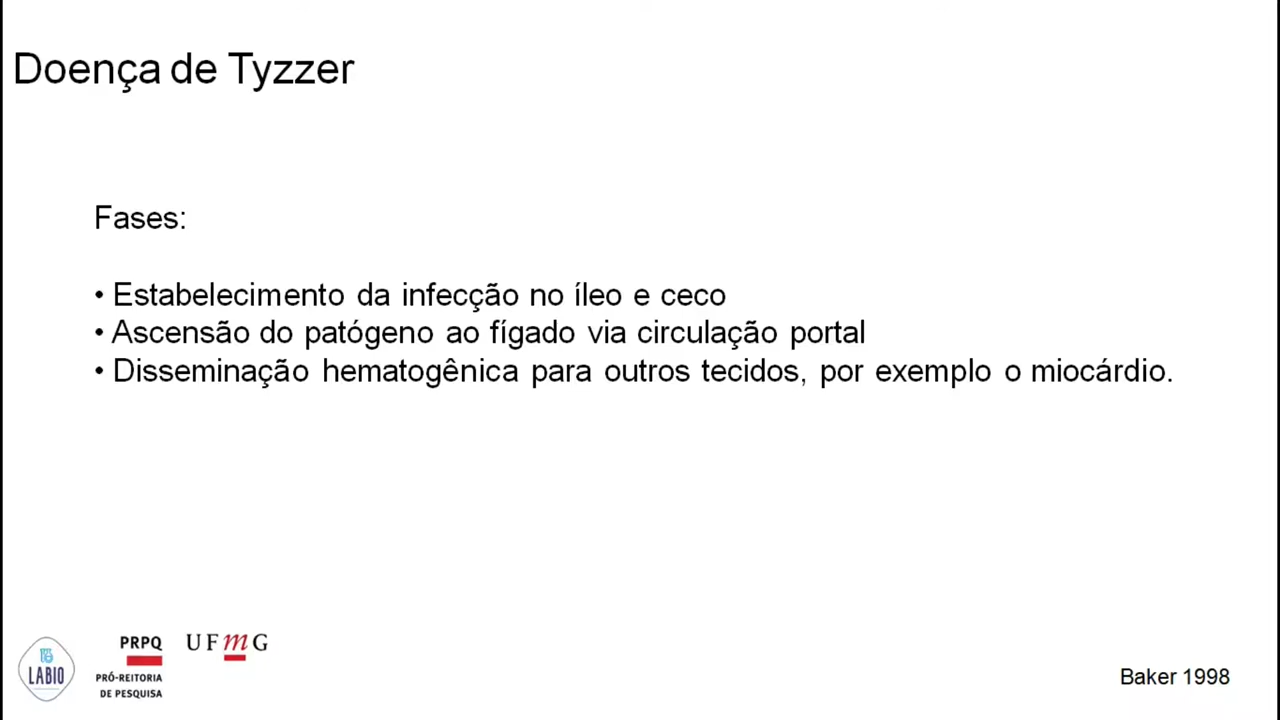 Doença de Tyzzer
Fases:
• Estabelecimento da infecção no íleo e ceco
• Ascensão do patógeno ao fígado via circulação portal
• Disseminação hematogênica para outros tecidos, por exemplo o miocárdio.
LABIO
PRPQ
PRÓ-REITORIA
DE PESQUISA
UFmG
Baker 1998